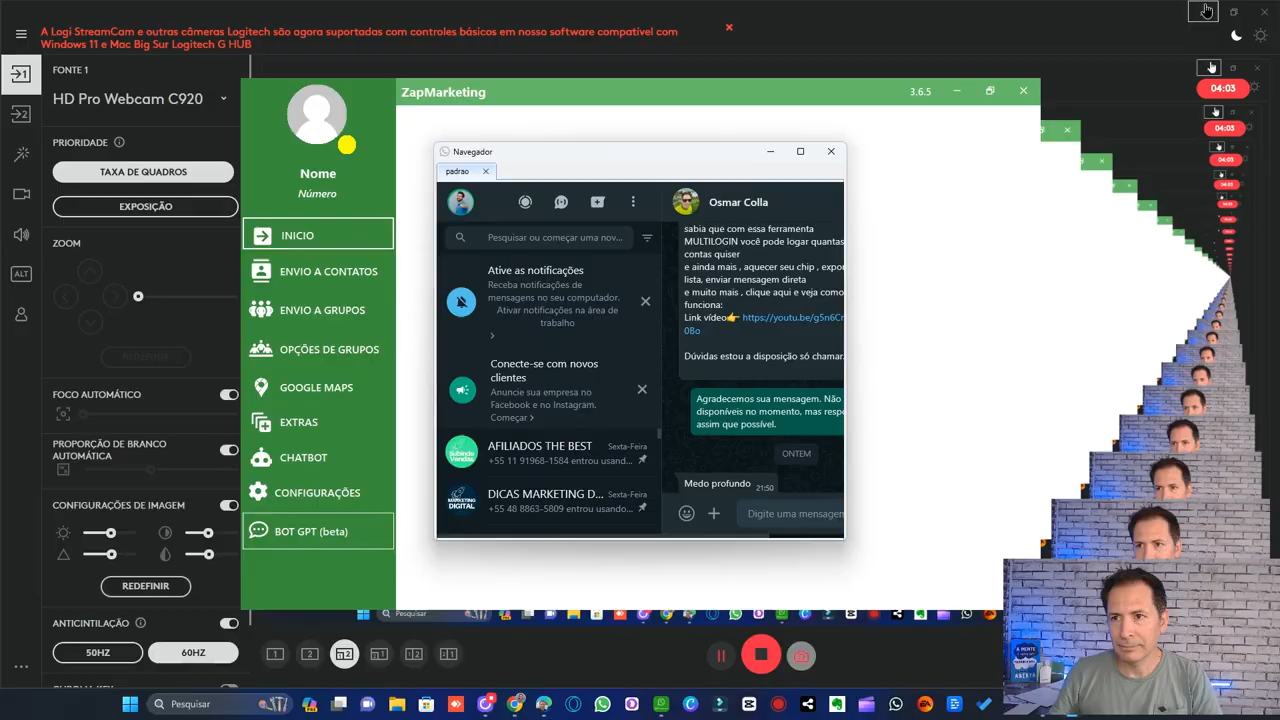 A Logi StreamCam e outras câmeras Logitech são agora suportadas com controles básicos em nosso software compatível com
Windows 11 e Mac Big Sur Logitech G HUB
FONTE 1
HD Pro Webcam C920
PRIORIDADE
TAXA DE QUADROS
EXPOSIÇÃO
ZOOM
REDEFINIR
FOCO AUTOMÁTICO
PROPORÇÃO DE BRANCO
AUTOMÁTICA
CONFIGURAÇÕES DE IMAGEM
REDEFINIR
ANTICINTILAÇÃO
50HZ
60HZ
ALT
ZapMarketing
3.6.5
Nome
Número
INICIO
ENVIO A CONTATOS
ENVIO A GRUPOS
OPÇÕES DE GRUPOS
GOOGLE MAPS
EXTRAS
CHATBOT
CONFIGURAÇÕES
BOT GPT (beta)
Navegador
padrao
Pesquisar ou começar uma nov...
Ative as notificações
Receba notificações de
mensagens no seu computador.
Ativar notificações na área de
trabalho
Conecte-se com novos
clientes
Anuncie sua empresa no
Facebook e no Instagram.
Começar
AFILIADOS THE BEST
Sexta-Feira
+55 11 91968-1584 entrou usand...
DICAS MARKETING D...
Sexta-Feira
+55 48 8863-5809 entrou usando...
Osmar Colla
sabia que com essa ferramenta
MULTILOGIN você pode logar quantas
contas quiser
e ainda mais , aquecer seu chip , expor
lista, enviar mensagem direta
e muito mais , clique aqui e veja como
funciona:
Link vídeo👉 https://youtu.be/g5n6Cr
0Bo
Dúvidas estou a disposição só chamar.
Agradecemos sua mensagem. Não
disponíveis no momento, mas resp
assim que possível.
ONTEM
Medo profundo
21:50
Digite uma mensagem
04:03
04:03
04:03
Pesquisar
A MENTE
ABERTA
Pesquisar